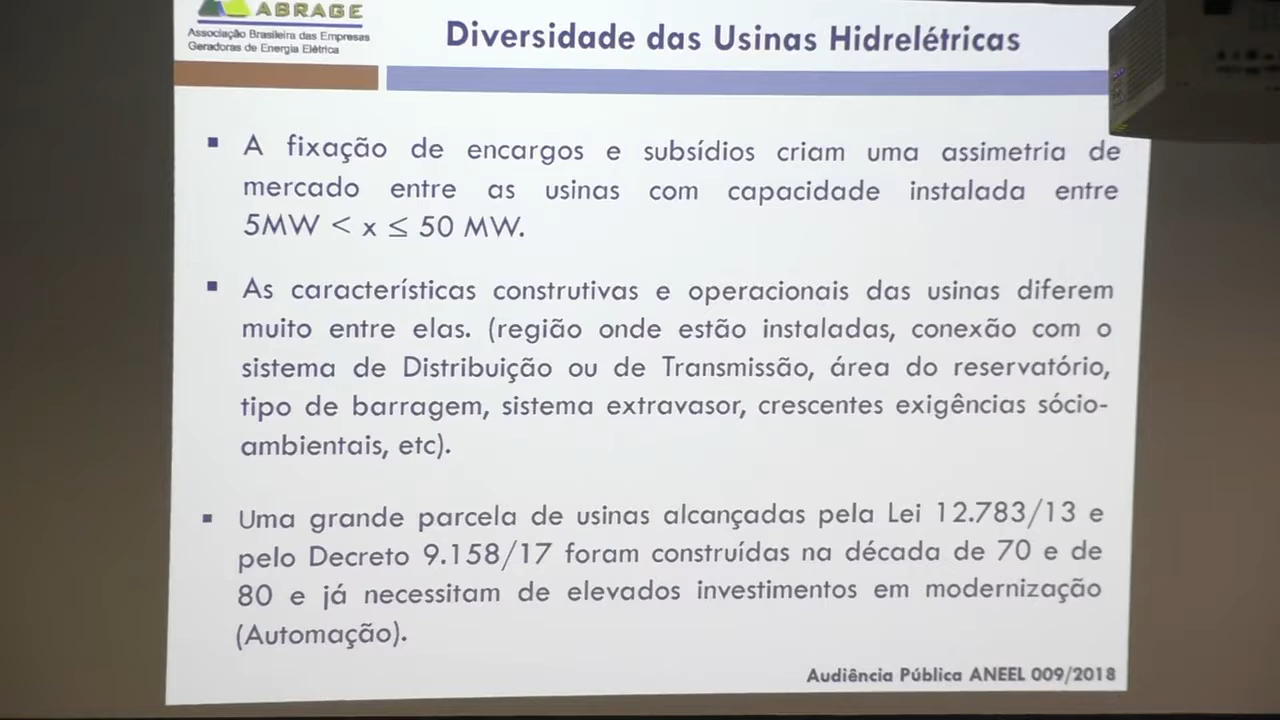 ABRAGE
Associação Brasileira das Empresas
Geradoras de Energia Elétrica
Diversidade das Usinas Hidrelétricas
A fixação de encargos e subsídios criam uma assimetria de
mercado entre as usinas com capacidade instalada entre
5MW < x ≤ 50 MW.
As características construtivas e operacionais das usinas diferem
muito entre elas. (região onde estão instaladas, conexão com o
sistema de Distribuição ou de Transmissão, área do reservatório,
tipo de barragem, sistema extravasor, crescentes exigências sócio-
ambientais, etc).
Uma grande parcela de usinas alcançadas pela Lei 12.783/13 e
pelo Decreto 9.158/17 foram construídas na década de 70 e de
80 e já necessitam de elevados investimentos em modernização
(Automação).
Audiência Pública ANEEL 009/2018